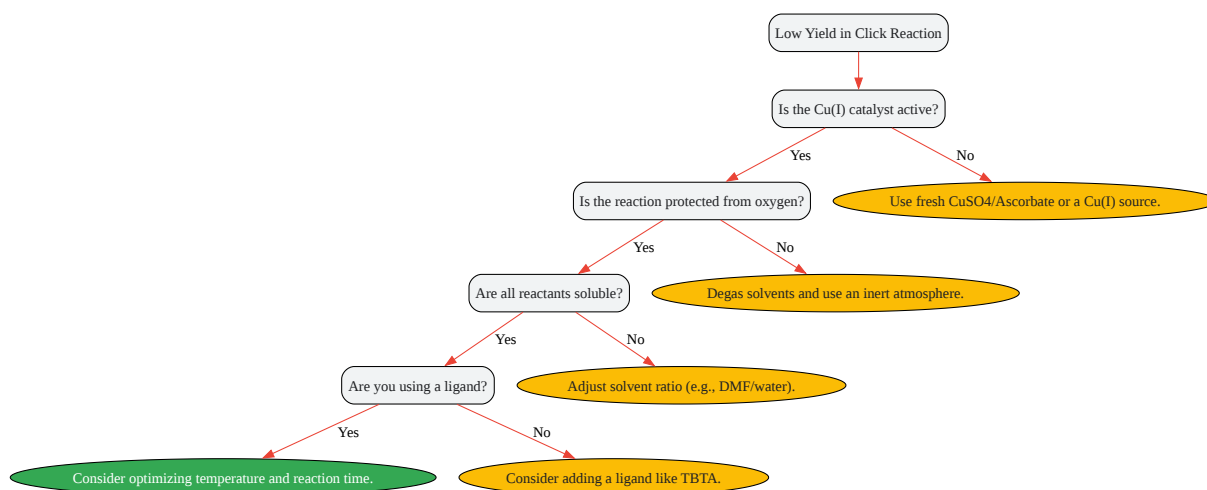 Low Yield in Click Reaction
Is the Cu(I) catalyst active?
Yes
No
Is the reaction protected from oxygen?
Use fresh CuSO4/Ascorbate or a Cu(I) source.
Yes
No
Are all reactants soluble?
Degas solvents and use an inert atmosphere.
Yes
No
Are you using a ligand?
Adjust solvent ratio (e.g., DMF/water).
Yes
No
Consider optimizing temperature and reaction time.
Consider adding a ligand like TBTA.